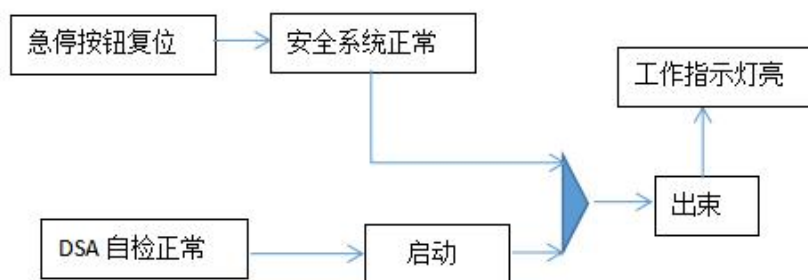 急停按钮复位
安全系统正常
工作指示灯亮
出束
DSA 自检正常
启动